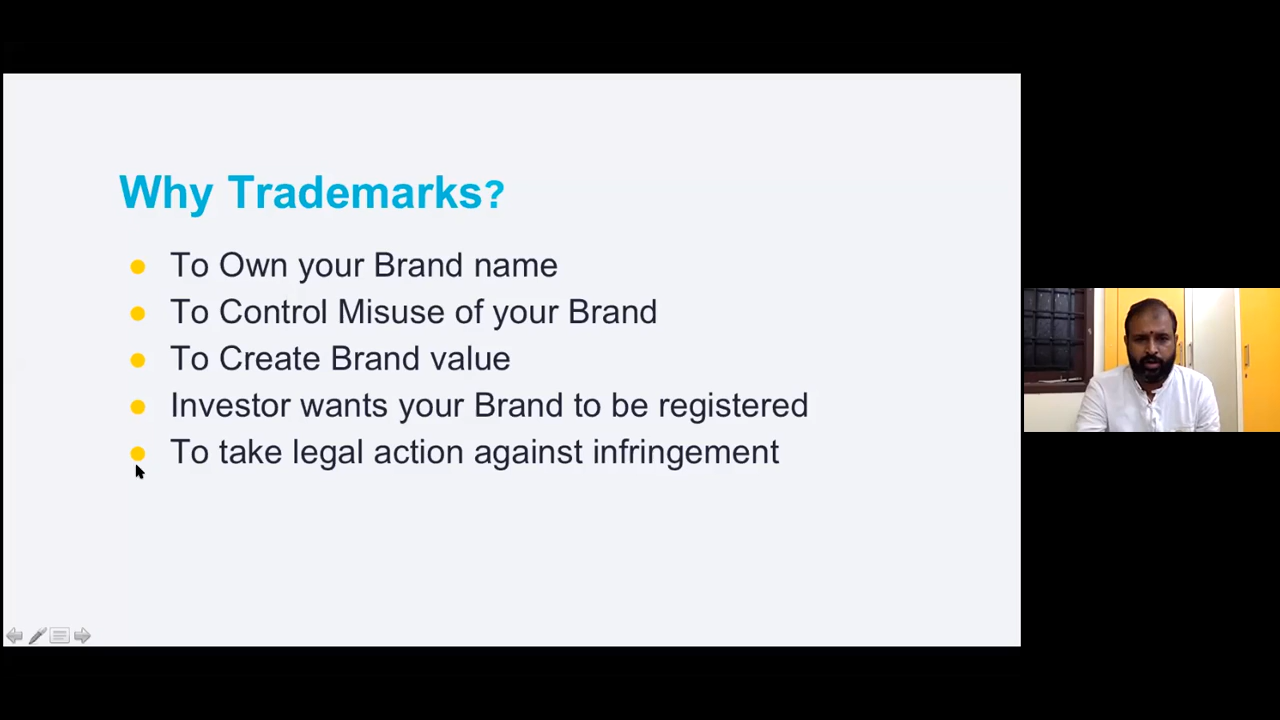 Why Trademarks?
To Own your Brand name
To Control Misuse of your Brand
To Create Brand value
Investor wants your Brand to be registered
To take legal action against infringement